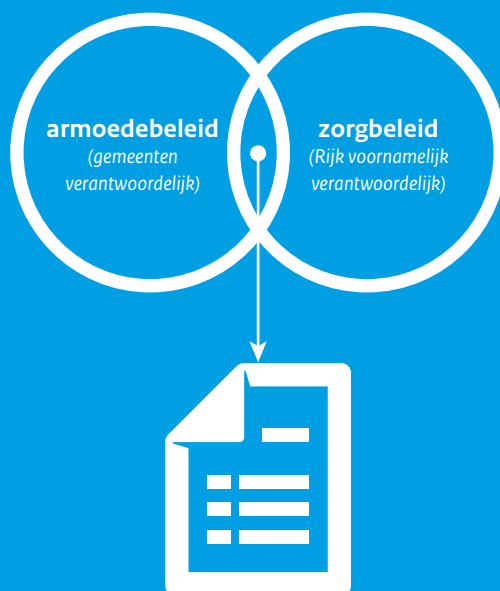 armoedebeleid
(gemeenten
verantwoordelijk)
zorgbeleid
(Rijk voornamelijk
verantwoordelijk)